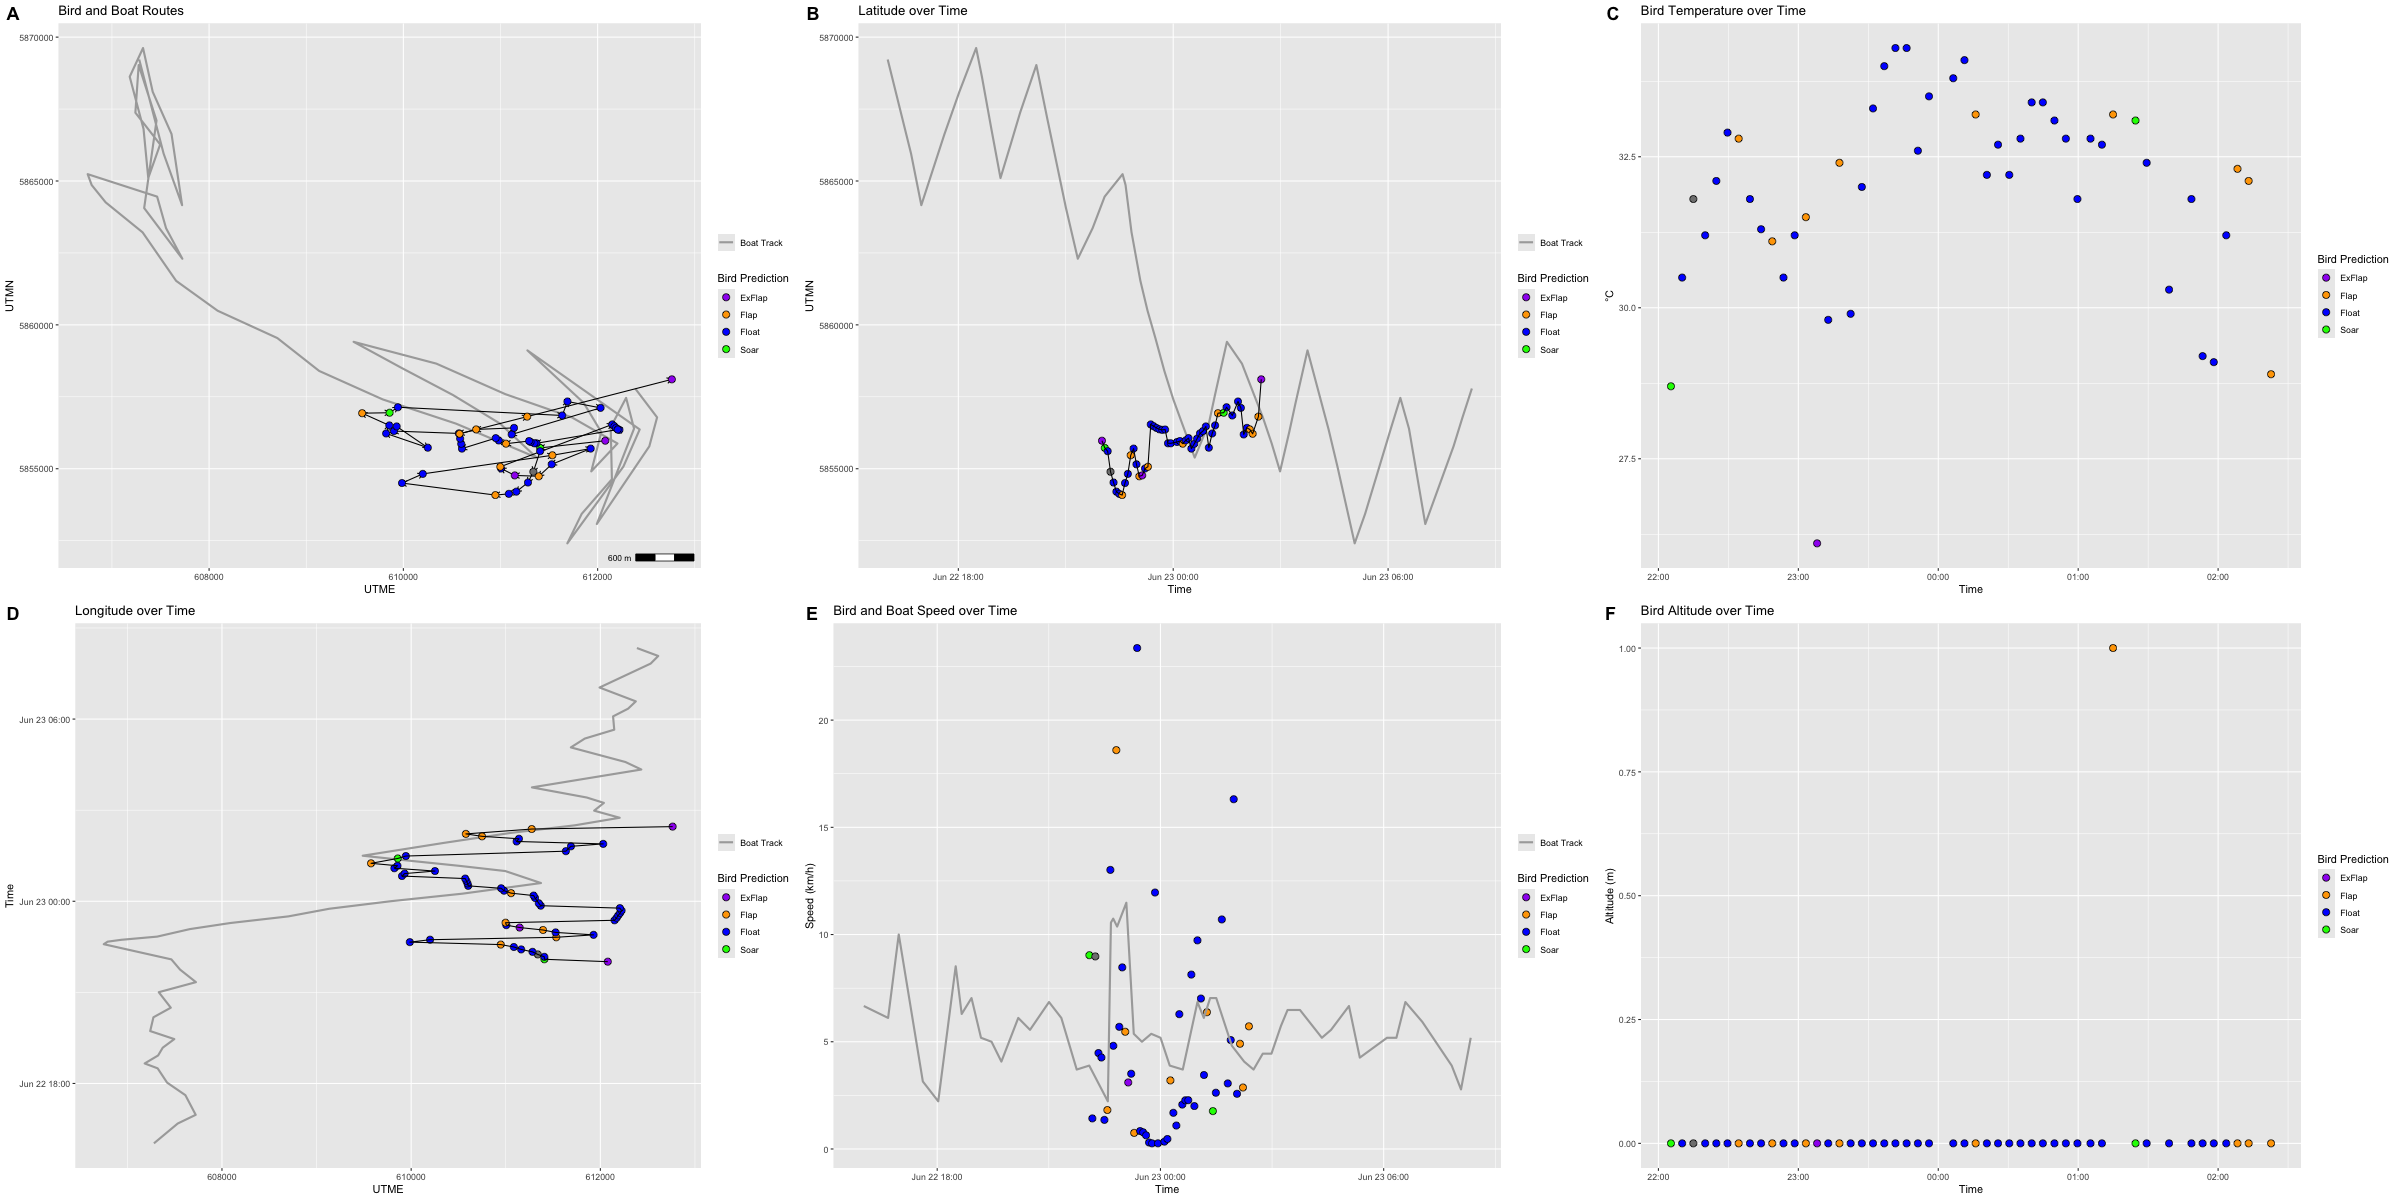 A
Bird and Boat Routes
5870000
5865000
5860000
5855000
UTMN
608000
610000
612000
UTME
600 m
Boat Track
Bird Prediction
ExFlap
Flap
Float
Soar
B
Latitude over Time
5870000
5865000
5860000
5855000
UTMN
Jun 22 18:00
Jun 23 00:00
Jun 23 06:00
Time
Boat Track
Bird Prediction
ExFlap
Flap
Float
Soar
C
Bird Temperature over Time
32.5
30.0
27.5
°C
22:00
23:00
00:00
01:00
02:00
Time
Bird Prediction
ExFlap
Flap
Float
Soar
D
Longitude over Time
Jun 23 06:00
Jun 23 00:00
Jun 22 18:00
Time
608000
610000
612000
UTME
Boat Track
Bird Prediction
ExFlap
Flap
Float
Soar
E
Bird and Boat Speed over Time
20
15
10
5
0
Speed (km/h)
Jun 22 18:00
Jun 23 00:00
Jun 23 06:00
Time
Boat Track
Bird Prediction
ExFlap
Flap
Float
Soar
F
Bird Altitude over Time
1.00
0.75
0.50
0.25
0.00
Altitude (m)
22:00
23:00
00:00
01:00
02:00
Time
Bird Prediction
ExFlap
Flap
Float
Soar